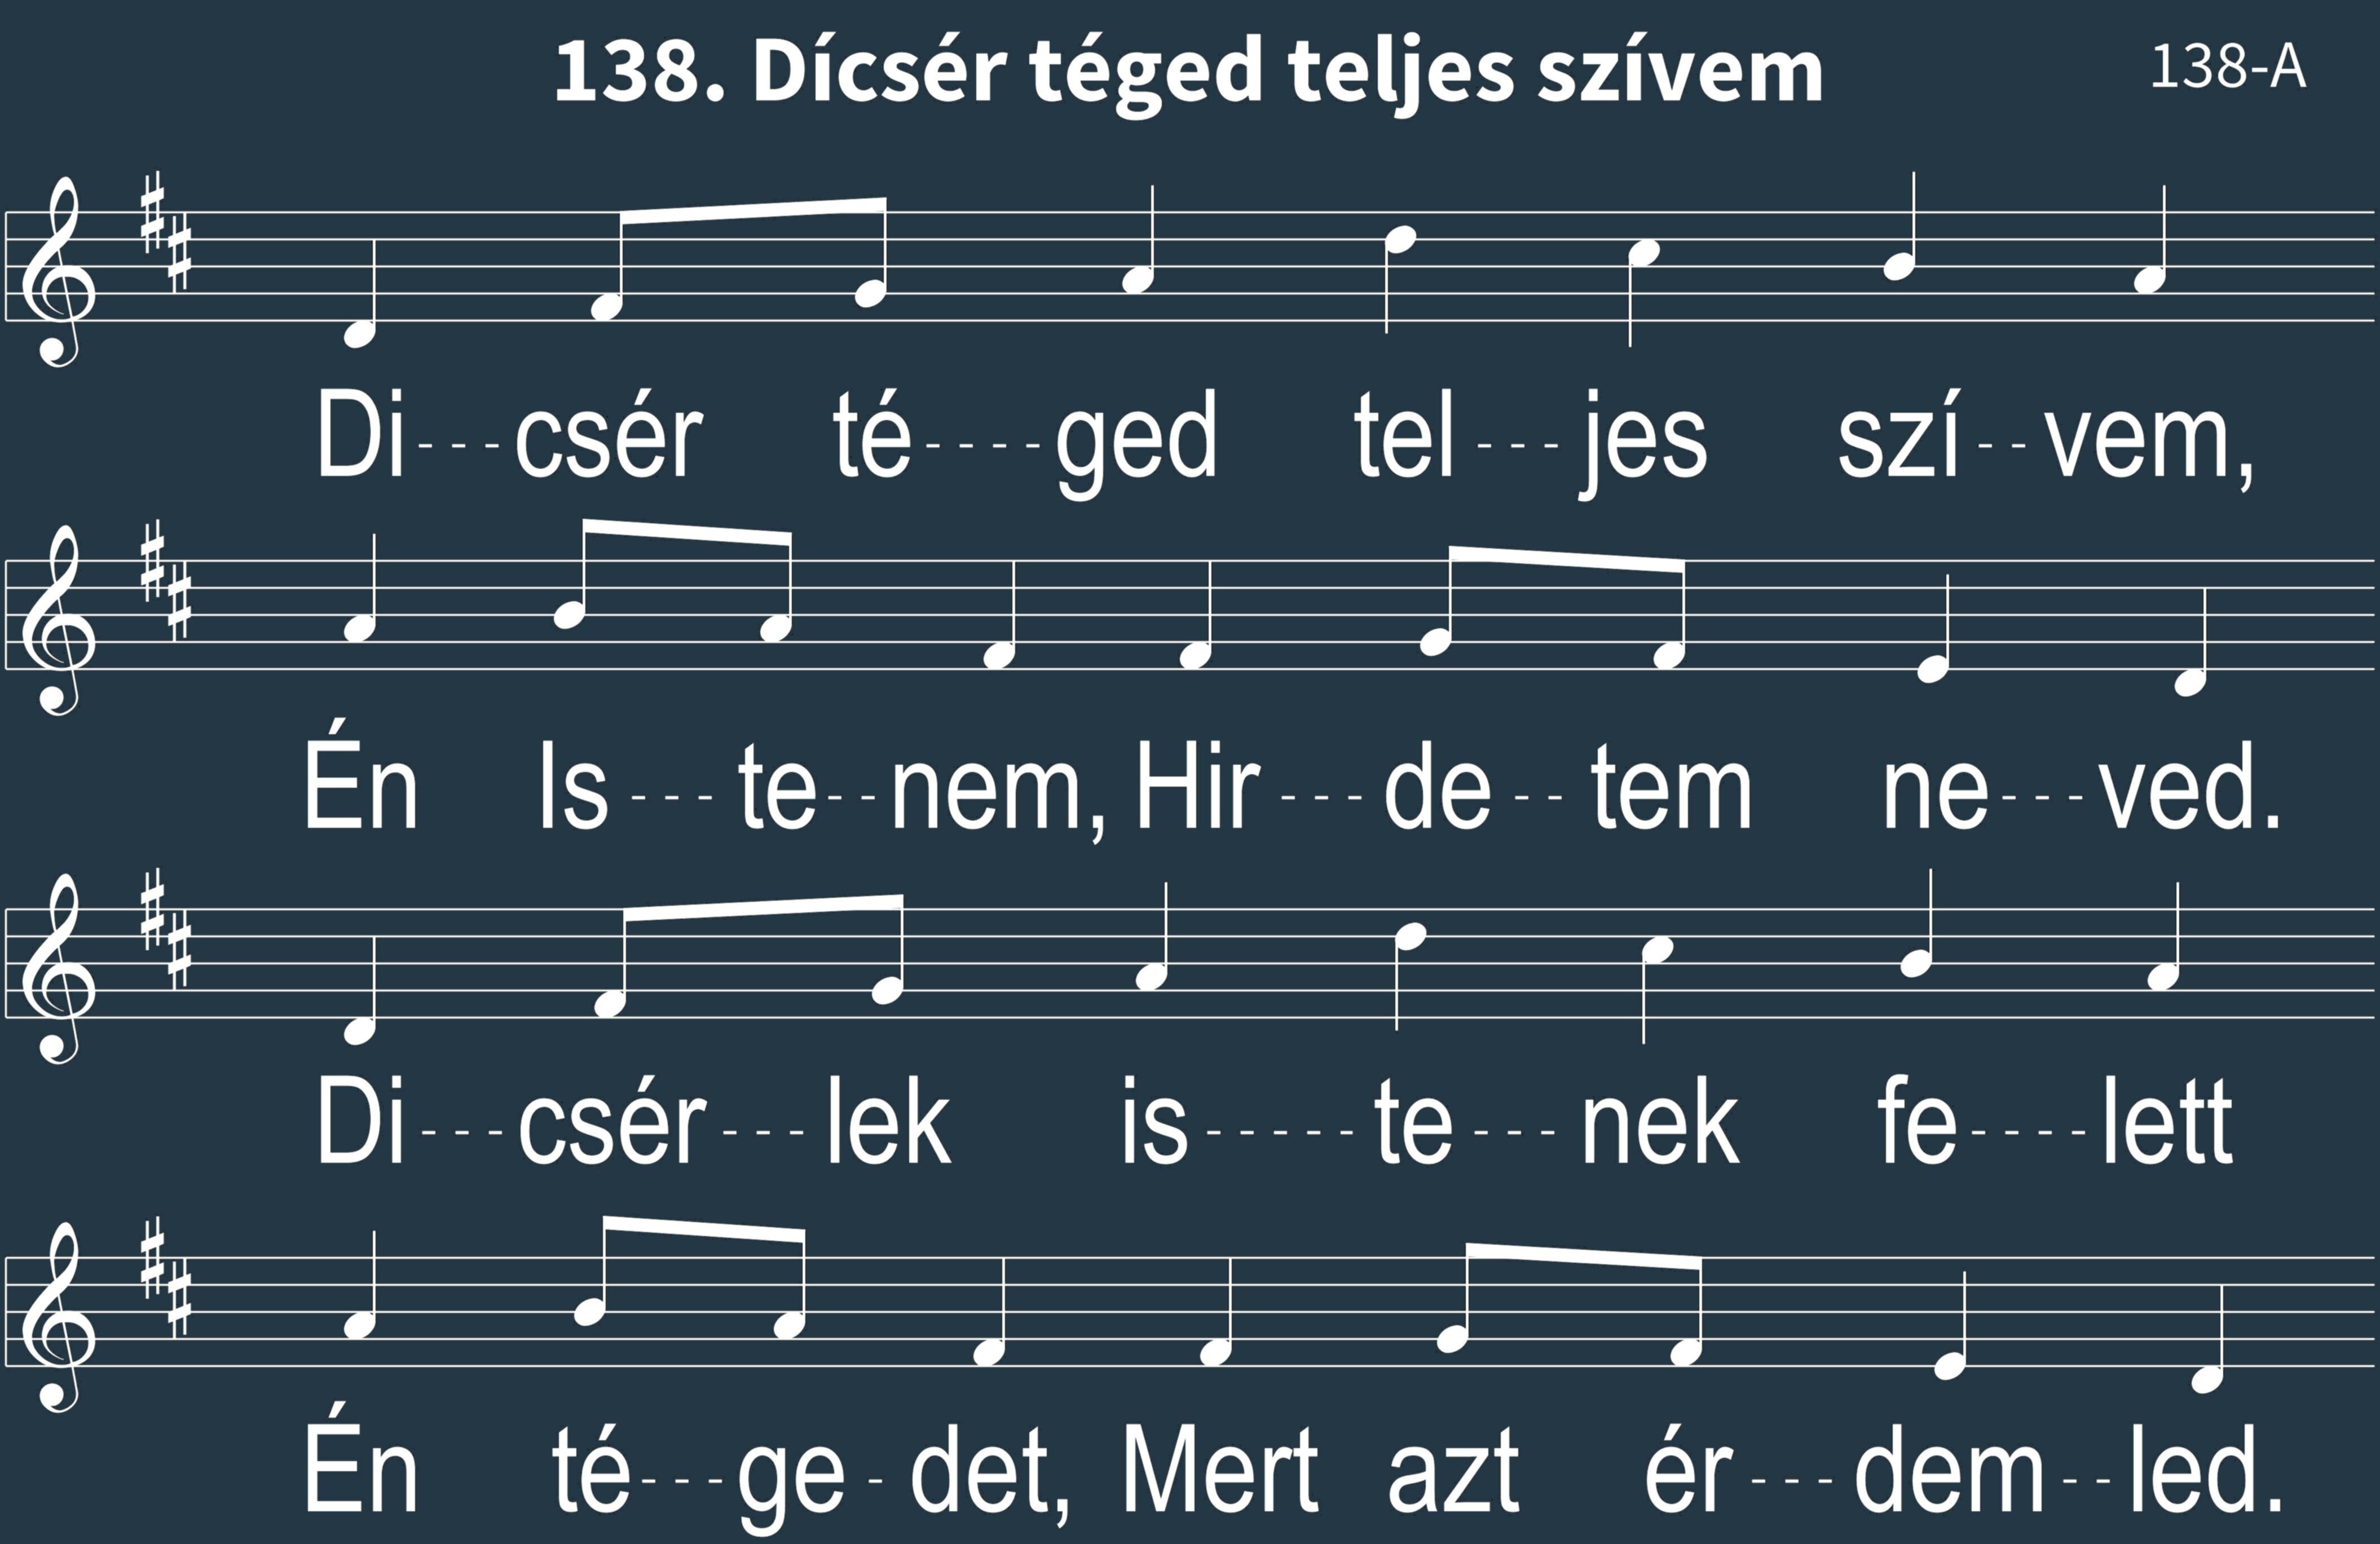 138. Dícsér téged teljes szívem
138-A
Di---csér té----ged tel---jes szí--vem,
Én Is---te--nem, Hir---de--tem ne---ved.
Di---csér---lek is-----te---nek fe----lett
Én té---ge-det, Mert azt ér---dem--led.